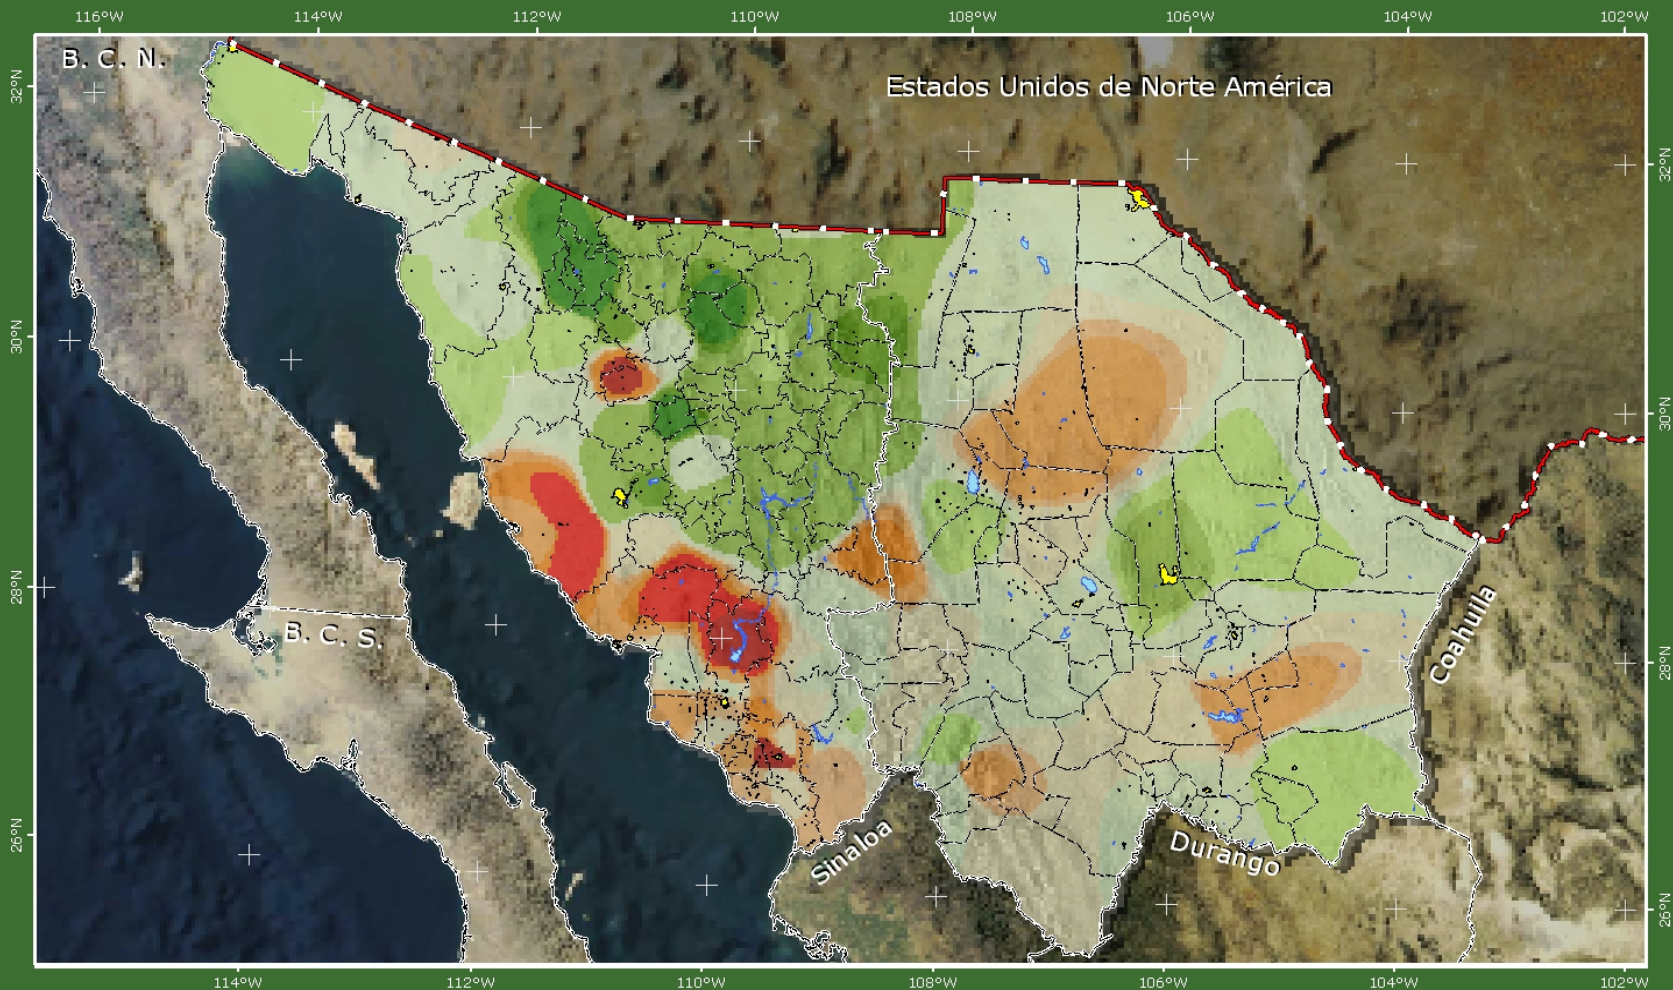 116°W 114°W 112°W 110°W 108°W 106°W 104°W 102°W
B. C. N.
Estados Unidos de Norte América
32°N
32°N
30°N
30°N
28°N
28°N
B. C. S.
Coahuila
26°N
Sinaloa
Durango
26°N
114°W 112°W 110°W 108°W 106°W 104°W 102°W